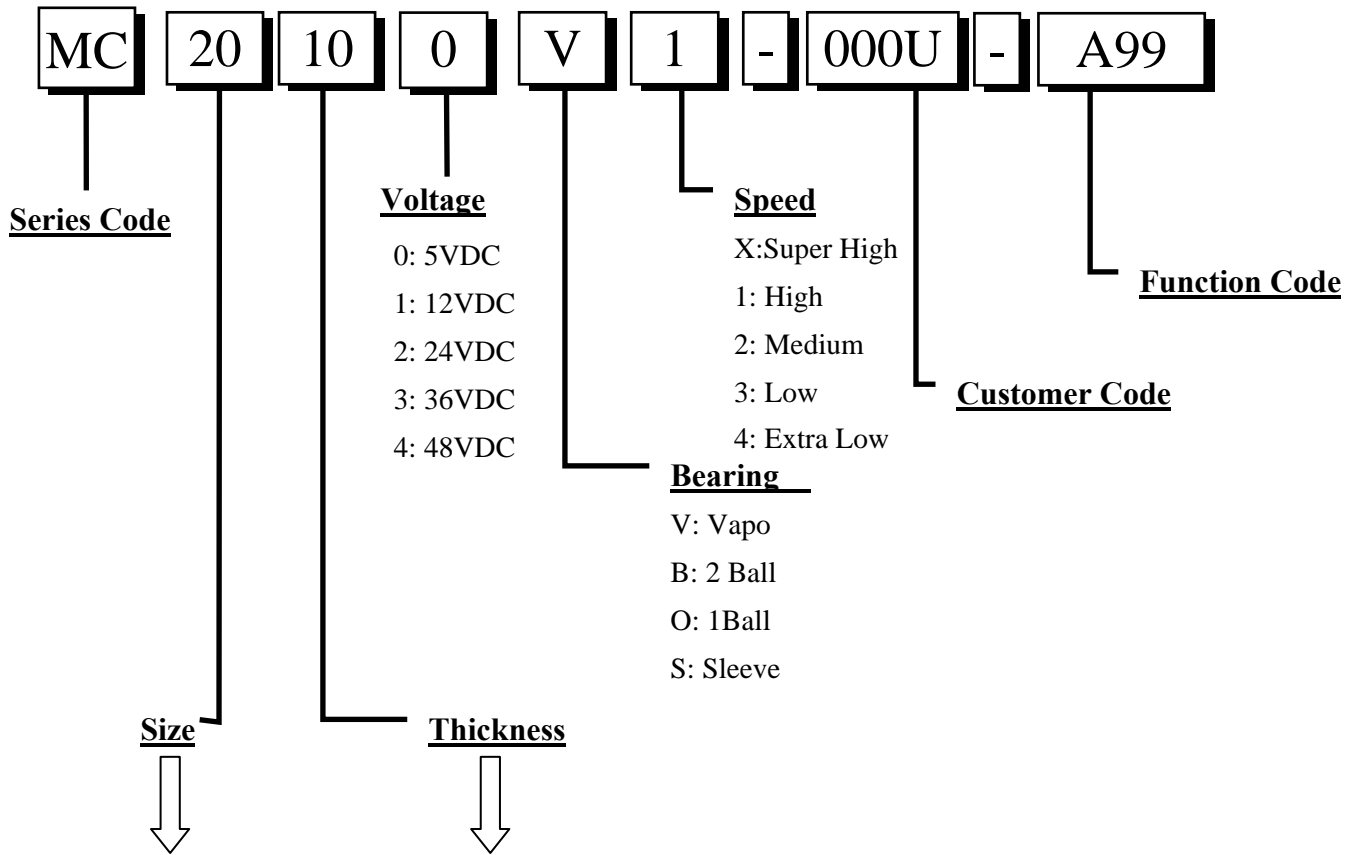 MC 20 10 0 V 1 - 000U - A99
Series Code
Voltage
0: 5VDC
1: 12VDC
2: 24VDC
3: 36VDC
4: 48VDC
Speed
X:Super High
1: High
2: Medium
3: Low
4: Extra Low
Function Code
Customer Code
Bearing
V: Vapo
B: 2 Ball
O: 1Ball
S: Sleeve
Size
Thickness